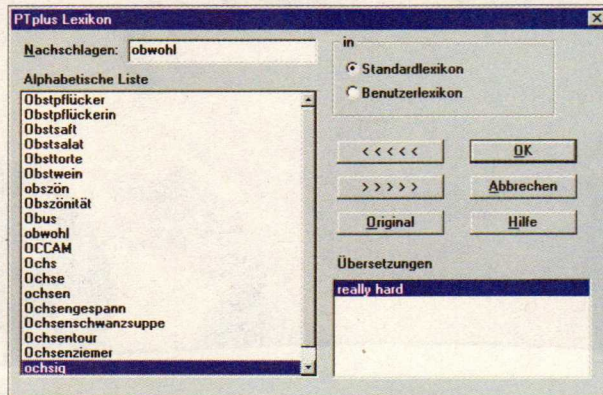 PTplus Lexikon
Nachschlagen: obwohl
in
Standardlexikon
Benutzerlexikon
Alphabetische Liste
Obstpflücker
Obstpflückerin
Obstsaft
Obstsalat
Obsttorte
Obstwein
obszön
Obszönität
Obus
obwohl
OCCAM
Ochs
Ochse
ochsen
Ochsengespann
Ochsenschwanzsuppe
Ochsentour
Ochsenziemer
ochsig
<<<<<
OK
>>>>>
Abbrechen
Original
Hilfe
Übersetzungen
really hard